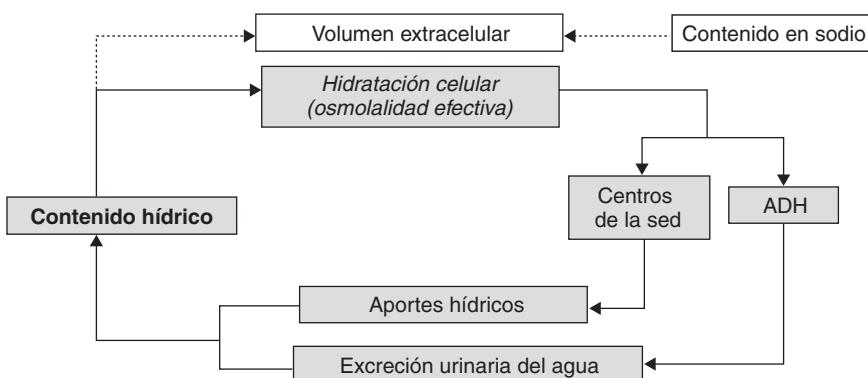 Volumen extracelular
Contenido en sodio
Hidratación celular
(osmolalidad efectiva)
Centros
de la sed
ADH
Contenido hídrico
Aportes hídricos
Excreción urinaria del agua